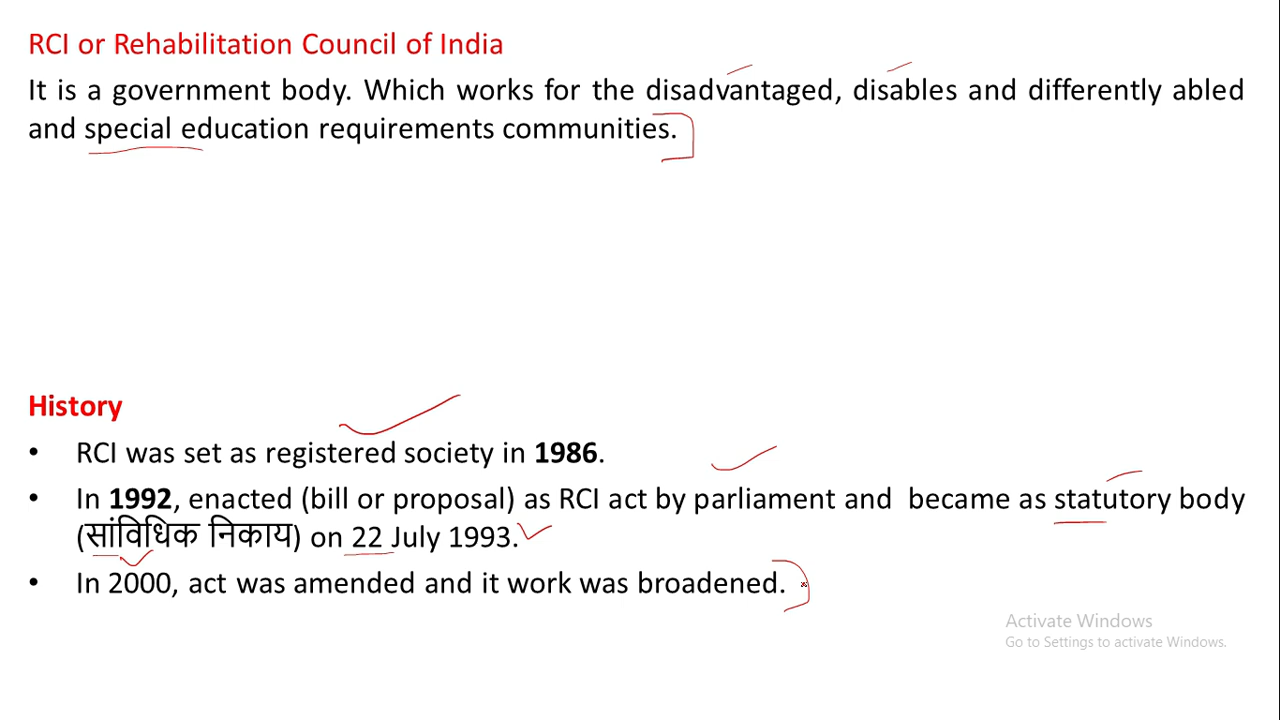 RCI or Rehabilitation Council of India
It is a government body. Which works for the disadvantaged, disables and differently abled
and special education requirements communities.
History
• RCI was set as registered society in 1986.
• In 1992, enacted (bill or proposal) as RCI act by parliament and became as statutory body
(सांविधिक निकाय) on 22 July 1993.
• In 2000, act was amended and it work was broadened.
Activate Windows
Go to Settings to activate Windows.